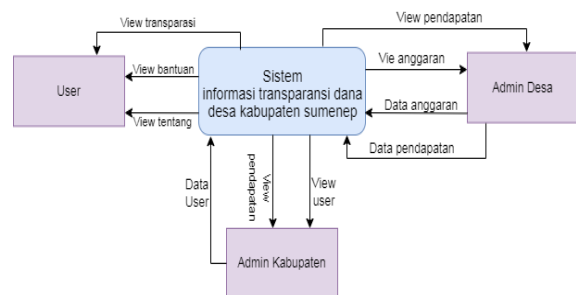 View transparasi
View pendapatan
User
View bantuan
View tentang
Sistem
informasi transparansi dana
desa kabupaten sumenep
Vie anggaran
Data anggaran
Data pendapatan
Admin Desa
Data
User
View
pendapatan
View
user
Admin Kabupaten